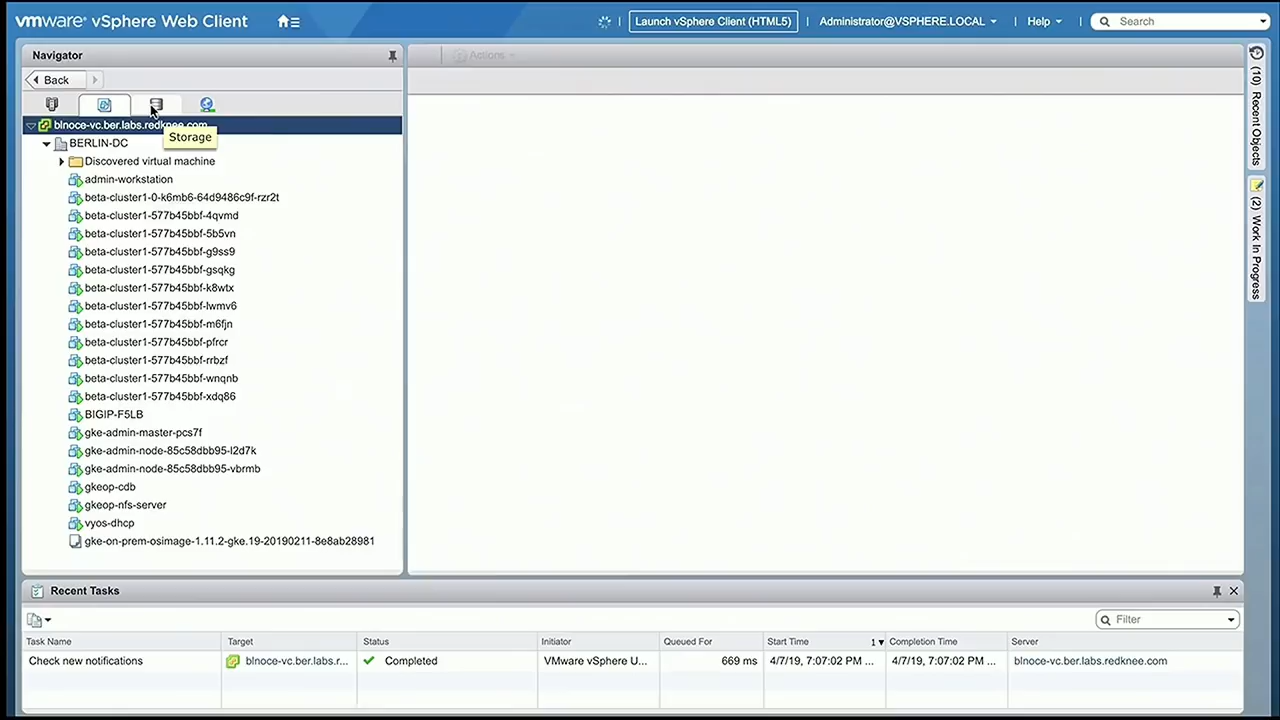 vmware® vSphere Web Client
Launch vSphere Client (HTML5)
Administrator@VSPHERE.LOCAL
Help
Search
Navigator
Back
Actions
blnoce-vc.ber.labs.redknee.com
Storage
BERLIN-DC
Discovered virtual machine
admin-workstation
beta-cluster1-0-k6mb6-64d9486c9f-rzr2t
beta-cluster1-577b45bbf-4qvmd
beta-cluster1-577b45bbf-5b5vn
beta-cluster1-577b45bbf-g9ss9
beta-cluster1-577b45bbf-gsqkg
beta-cluster1-577b45bbf-k8wtx
beta-cluster1-577b45bbf-lwmv6
beta-cluster1-577b45bbf-m6fjn
beta-cluster1-577b45bbf-pfrcr
beta-cluster1-577b45bbf-rrbzf
beta-cluster1-577b45bbf-wnqnb
beta-cluster1-577b45bbf-xdq86
BIGIP-F5LB
gke-admin-master-pcs7f
gke-admin-node-85c58dbb95-l2d7k
gke-admin-node-85c58dbb95-vbrmb
gkeop-cdb
gkeop-nfs-server
vyos-dhcp
gke-on-prem-osimage-1.11.2-gke.19-20190211-8e8ab28981
(10) Recent Objects
(2) Work In Progress
Recent Tasks
Filter
Task Name Target Status Initiator Queued For Start Time 1 Completion Time Server
Check new notifications blnoce-vc.ber.labs.r... Completed VMware vSphere U... 669 ms 4/7/19, 7:07:02 PM ... 4/7/19, 7:07:02 PM ... blnoce-vc.ber.labs.redknee.com